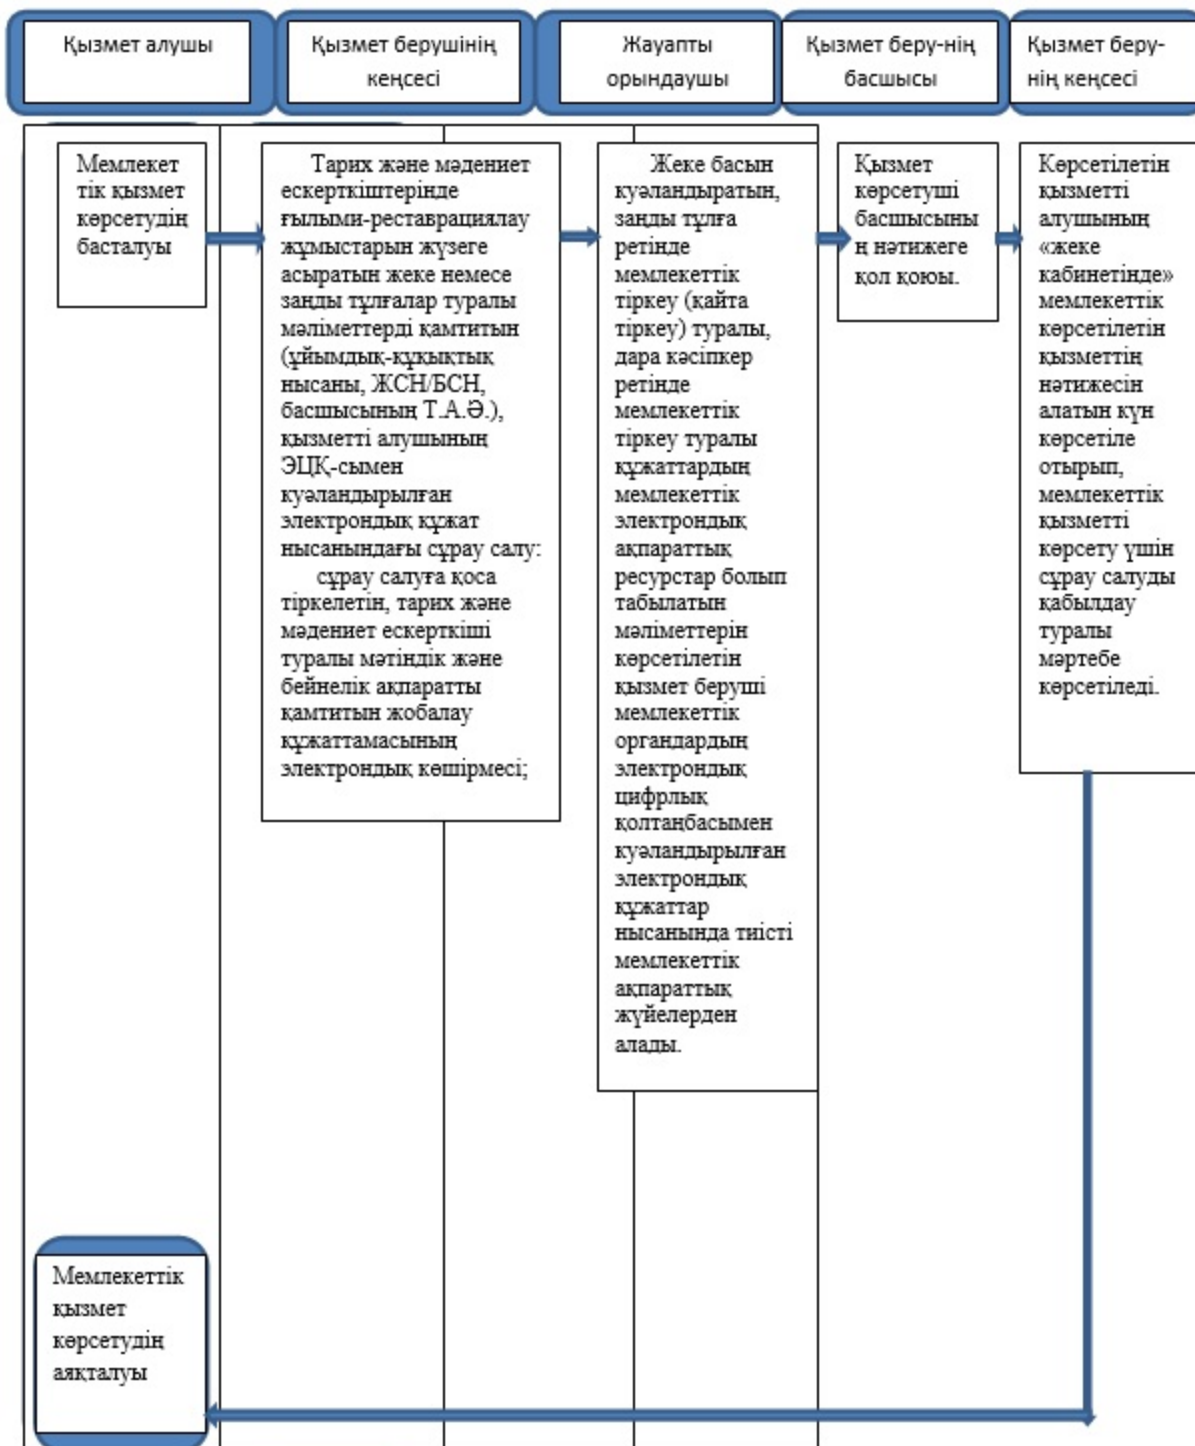 Қызмет алушы
Қызмет берушінің
кеңсесі
Жауапты
орындаушы
Қызмет беру-нің
басшысы
Қызмет беру-
нің кеңсесі
Мемлекет
тік қызмет
көрсетудің
басталуы
Тарих және мәдениет
ескерткіштерінде
ғылыми-реставрациялау
жұмыстарын жүзеге
асыратын жеке немесе
заңды тұлғалар туралы
мәліметтерді қамтитын
(ұйымдық-құқықтық
нысаны, ЖСН/БСН,
басшысының Т.А.Ә.),
қызметті алушының
ЭЦҚ-сымен
куәландырылған
электрондық құжат
нысанындағы сұрау салу:
сұрау салуға қоса
тіркелетін, тарих және
мәдениет ескерткіші
туралы мәтіндік және
бейнелік ақпаратты
қамтитын жобалау
құжаттамасының
электрондық көшірмесі;
Жеке басын
куәландыратын,
заңды тұлға
ретінде
мемлекеттік
тіркеу (қайта
тіркеу) туралы,
дара кәсіпкер
ретінде
мемлекеттік
тіркеу туралы
құжаттардың
мемлекеттік
электрондық
ақпараттық
ресурстар болып
табылатын
мәліметтерін
көрсетілетін
қызмет беруші
мемлекеттік
органдардың
электрондық
цифрлық
қолтаңбасымен
куәландырылған
электрондық
құжаттар
нысанында тиісті
мемлекеттік
ақпараттық
жүйелерден
алады.
Қызмет
көрсетуші
басшысыны
ң нәтижеге
қол қоюы.
Көрсетілетін
қызметті
алушының
«жеке
кабинетінде»
мемлекеттік
көрсетілетін
қызметтің
нәтижесін
алатын күн
көрсетіле
отырып,
мемлекеттік
қызметті
көрсету үшін
сұрау салуды
қабылдау
туралы
мәртебе
көрсетіледі.
Мемлекеттік
қызмет
көрсетудің
аяқталуы